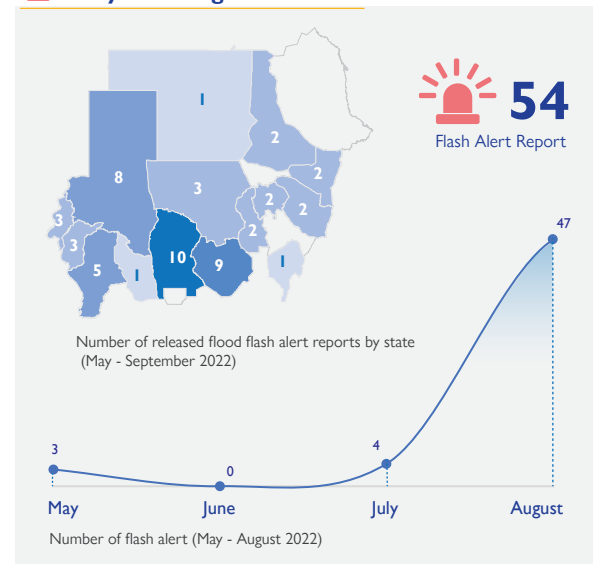 1
2
2
8
3
2
2
3
2
3
10
9
1
5
1
54
Flash Alert Report
Number of released flood flash alert reports by state
(May - September 2022)
47
3
0
4
May
June
July
August
Number of flash alert (May - August 2022)